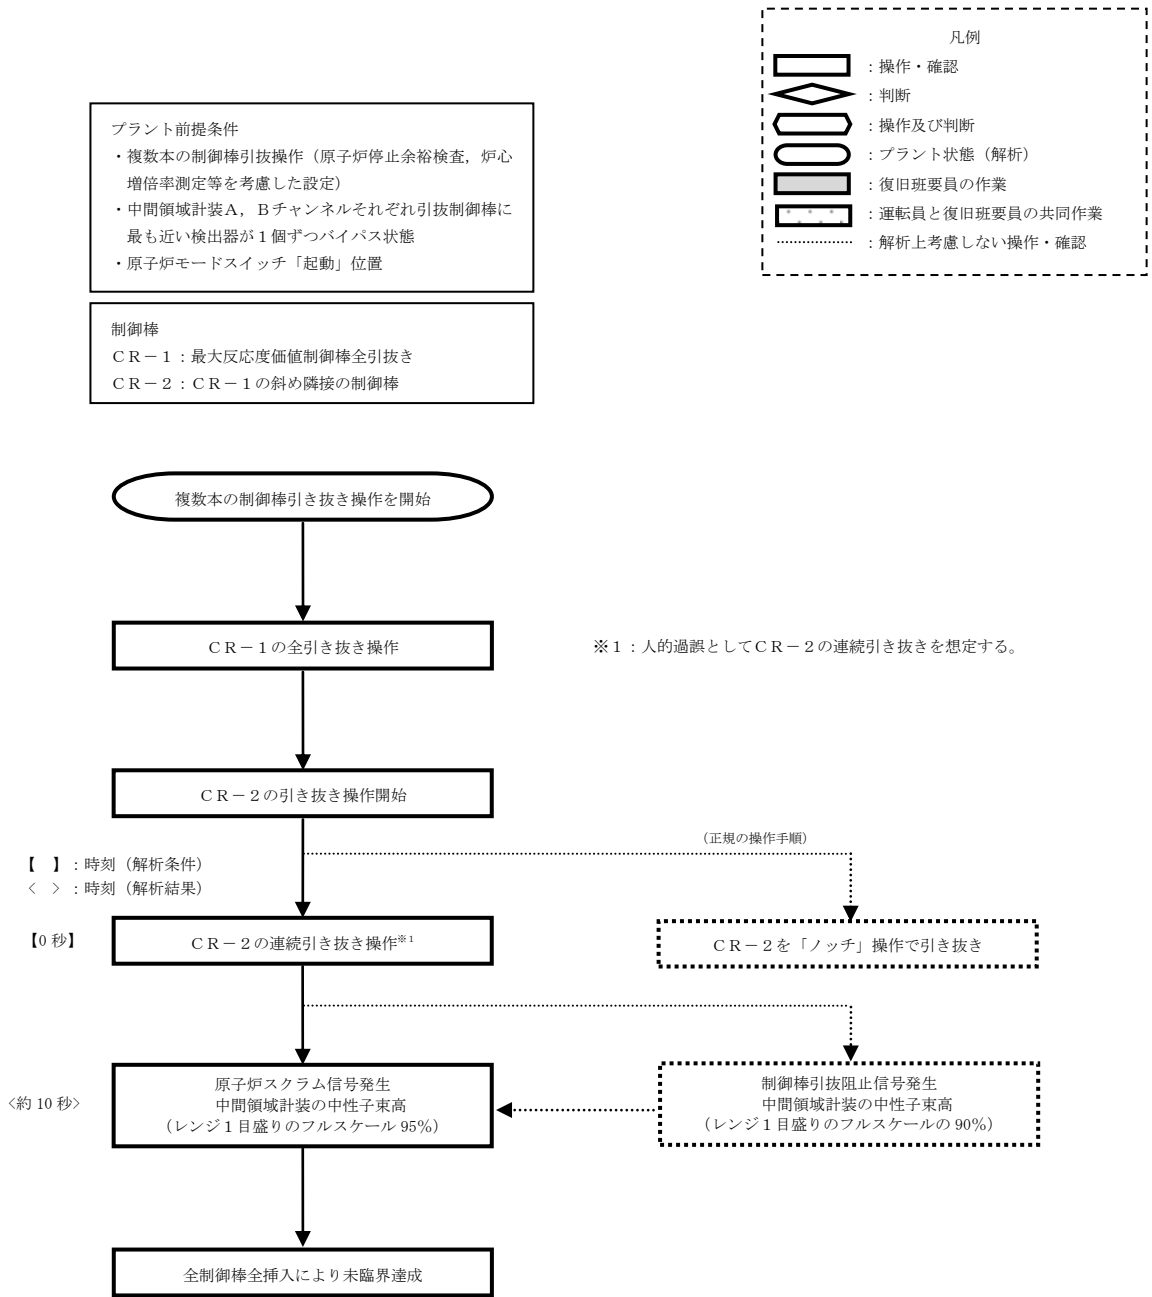 凡例
：操作・確認
：判断
：操作及び判断
：プラント状態（解析）
：復旧班要員の作業
：運転員と復旧班要員の共同作業
：解析上考慮しない操作・確認
プラント前提条件
・複数本の制御棒引抜操作（原子炉停止余裕検査，炉心
増倍率測定等を考慮した設定）
・中間領域計装Ａ，Ｂチャンネルそれぞれ引抜制御棒に
最も近い検出器が１個ずつバイパス状態
・原子炉モードスイッチ「起動」位置
制御棒
ＣＲ－１：最大反応度価値制御棒全引抜き
ＣＲ－２：ＣＲ－１の斜め隣接の制御棒
複数本の制御棒引き抜き操作を開始
ＣＲ－１の全引き抜き操作
※１：人的過誤としてＣＲ－２の連続引き抜きを想定する。
ＣＲ－２の引き抜き操作開始
（正規の操作手順）
【　】：時刻（解析条件）
＜　＞：時刻（解析結果）
【0 秒】
ＣＲ－２の連続引き抜き操作※1
ＣＲ－２を「ノッチ」操作で引き抜き
<約 10 秒>
原子炉スクラム信号発生
中間領域計装の中性子束高
（レンジ１目盛りのフルスケール 95%）
制御棒引抜阻止信号発生
中間領域計装の中性子束高
（レンジ１目盛りのフルスケールの 90%）
全制御棒全挿入により未臨界達成